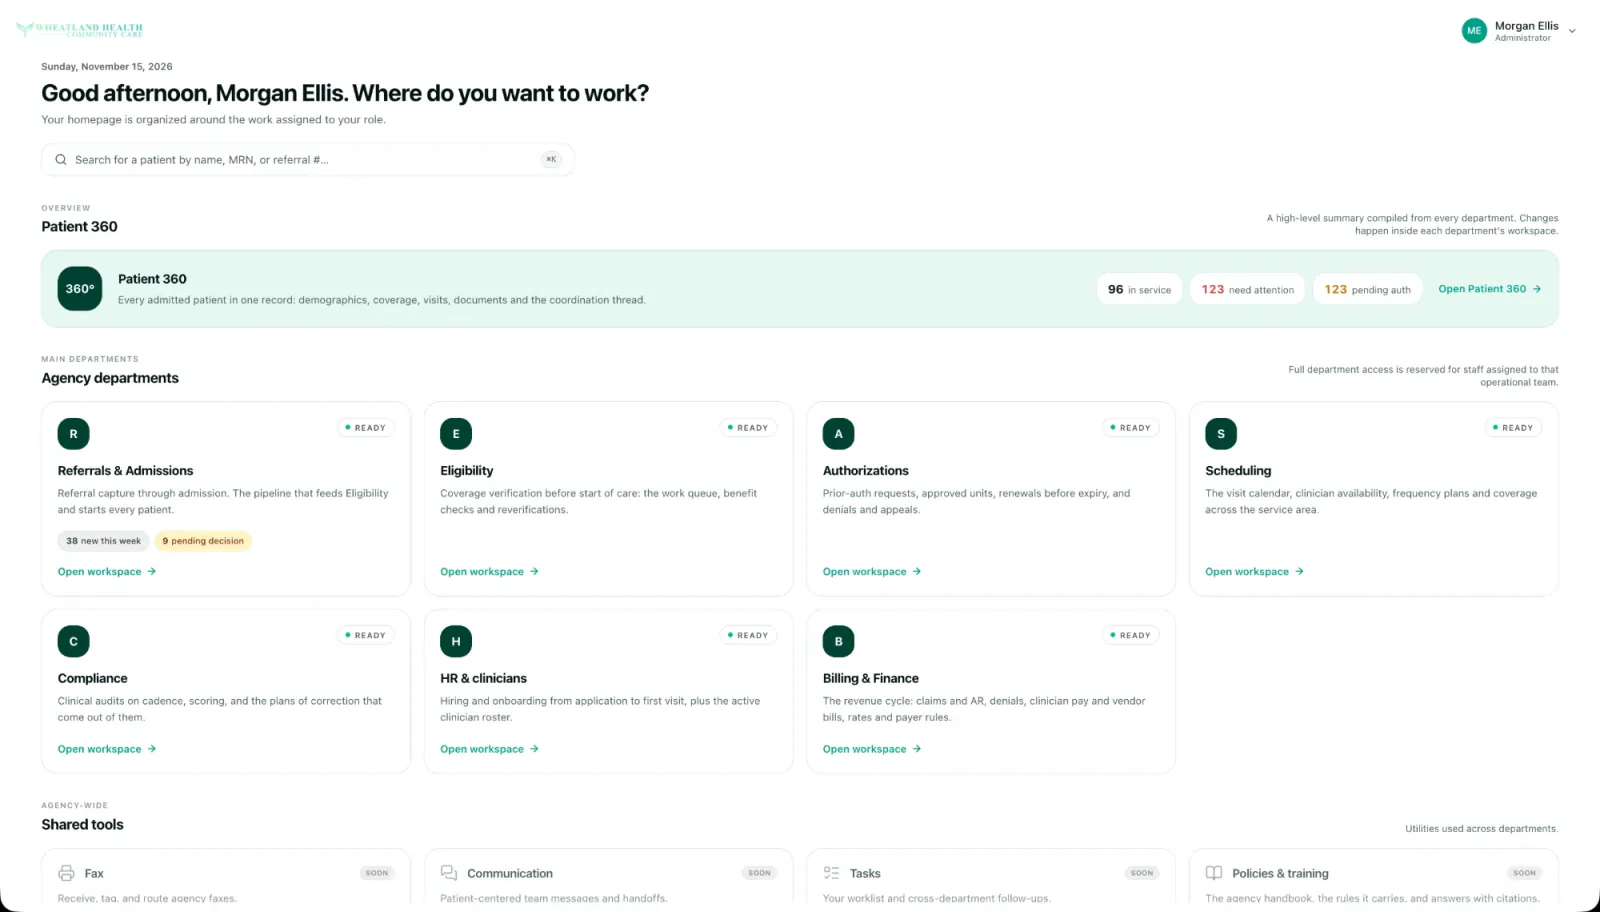 WHEATLAND HEALTH
COMMUNITY CARE
ME
Morgan Ellis
Administrator
Sunday, November 15, 2026
Good afternoon, Morgan Ellis. Where do you want to work?
Your homepage is organized around the work assigned to your role.
Search for a patient by name, MRN, or referral #...
⌘K
OVERVIEW
Patient 360
A high-level summary compiled from every department. Changes
happen inside each department's workspace.
360°
Patient 360
Every admitted patient in one record: demographics, coverage, visits, documents and the coordination thread.
96 in service
123 need attention
123 pending auth
Open Patient 360 →
MAIN DEPARTMENTS
Agency departments
Full department access is reserved for staff assigned to that
operational team.
R
READY
Referrals & Admissions
Referral capture through admission. The pipeline that feeds Eligibility
and starts every patient.
38 new this week
9 pending decision
Open workspace →
E
READY
Eligibility
Coverage verification before start of care: the work queue, benefit
checks and reverifications.
Open workspace →
A
READY
Authorizations
Prior-auth requests, approved units, renewals before expiry, and
denials and appeals.
Open workspace →
S
READY
Scheduling
The visit calendar, clinician availability, frequency plans and coverage
across the service area.
Open workspace →
C
READY
Compliance
Clinical audits on cadence, scoring, and the plans of correction that
come out of them.
Open workspace →
H
READY
HR & clinicians
Hiring and onboarding from application to first visit, plus the active
clinician roster.
Open workspace →
B
READY
Billing & Finance
The revenue cycle: claims and AR, denials, clinician pay and vendor
bills, rates and payer rules.
Open workspace →
AGENCY-WIDE
Shared tools
Utilities used across departments.
Fax
SOON
Receive, tag, and route agency faxes.
Communication
SOON
Patient-centered team messages and handoffs.
Tasks
SOON
Your worklist and cross-department follow-ups.
Policies & training
SOON
The agency handbook, the rules it carries, and answers with citations.